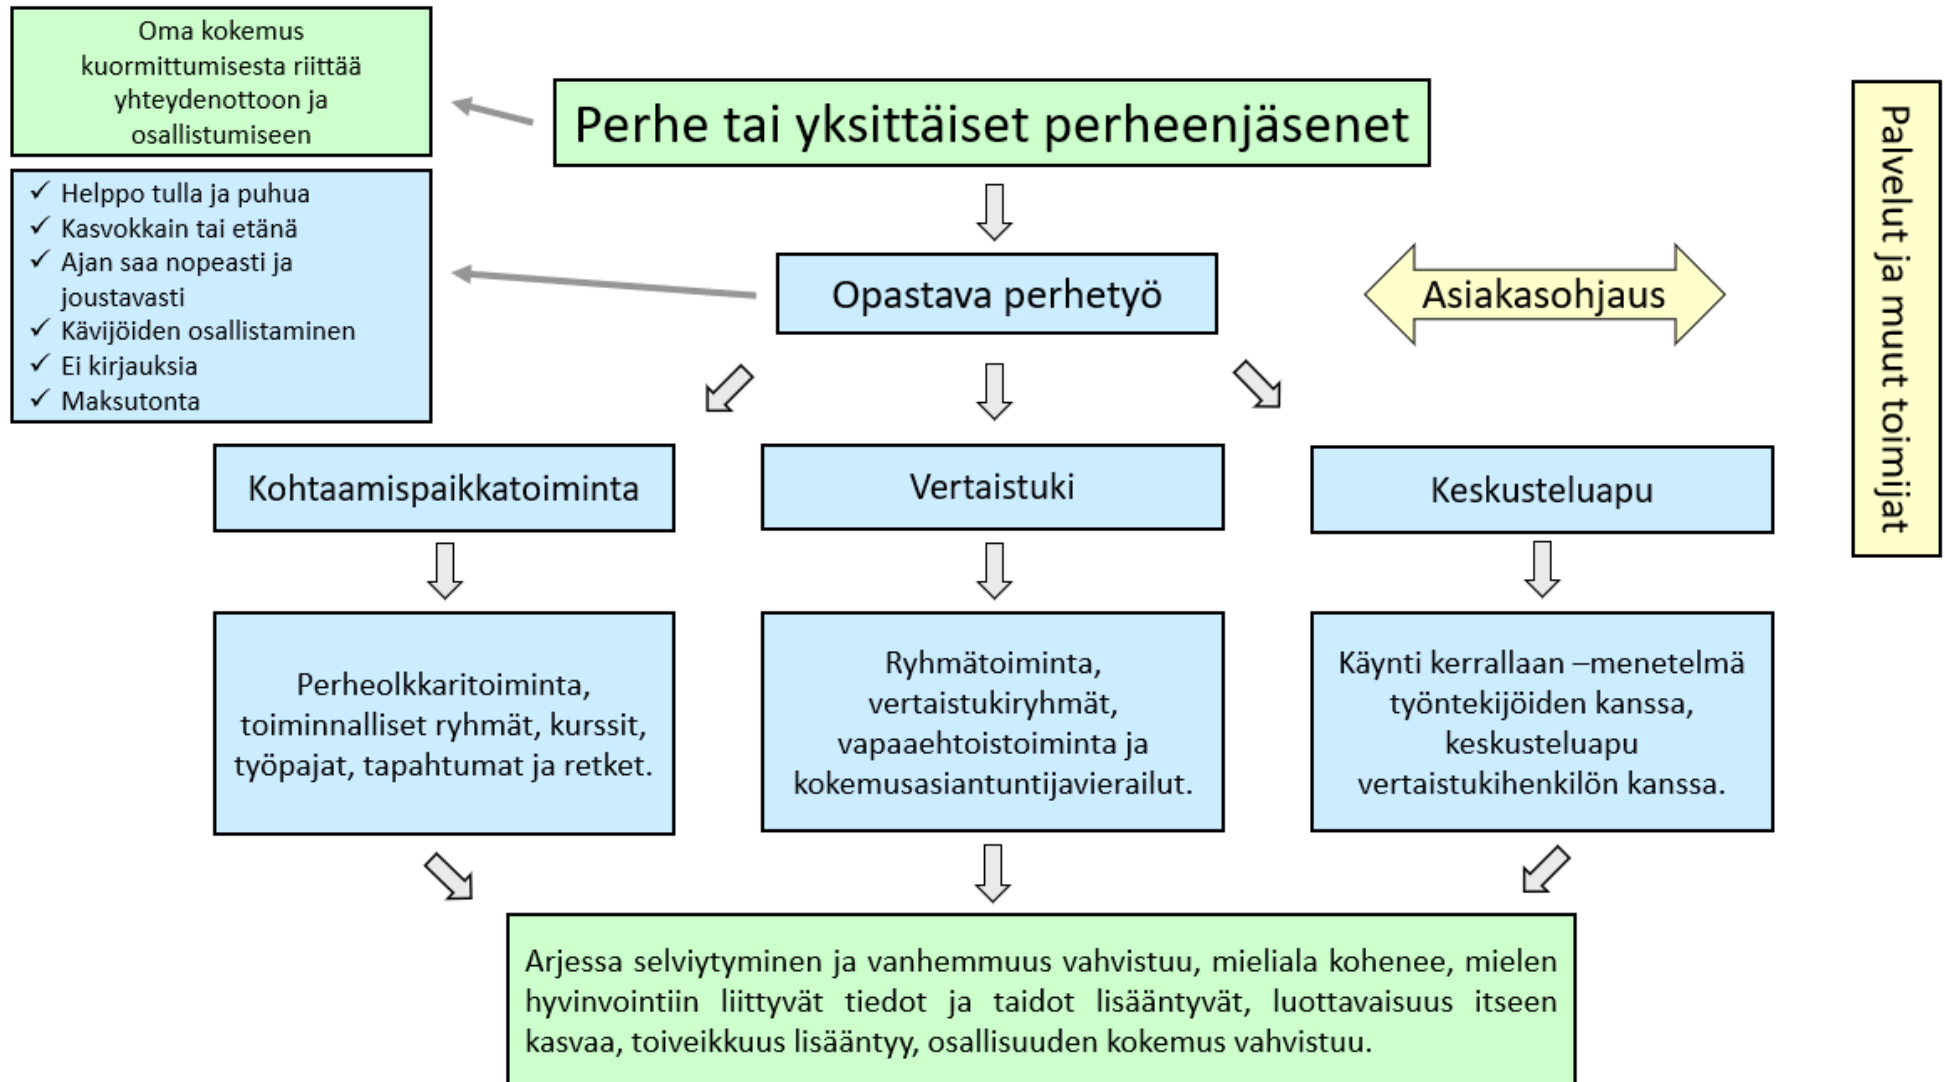 Oma kokemus
kuormittumisesta riittää
yhteydenottoon ja
osallistumiseen
Perhe tai yksittäiset perheenjäsenet
✓ Helppo tulla ja puhua
✓ Kasvokkain tai etänä
✓ Ajan saa nopeasti ja
joustavasti
✓ Kävijöiden osallistaminen
✓ Ei kirjauksia
✓ Maksutonta
Opastava perhetyö
Asiakasohjaus
Palvelut ja muut toimijat
Kohtaamispaikkatoiminta
Vertaistuki
Keskusteluapu
Perheolkkaritoiminta,
toiminnalliset ryhmät, kurssit,
työpajat, tapahtumat ja retket.
Ryhmätoiminta,
vertaistukiryhmät,
vapaaehtoistoiminta ja
kokemusasiantuntijavierailut.
Käynti kerrallaan –menetelmä
työntekijöiden kanssa,
keskusteluapu
vertaistukihenkilön kanssa.
Arjessa selviytyminen ja vanhemmuus vahvistuu, mieliala kohenee, mielen
hyvinvointiin liittyvät tiedot ja taidot lisääntyvät, luottavaisuus itseen
kasvaa, toiveikkuus lisääntyy, osallisuuden kokemus vahvistuu.